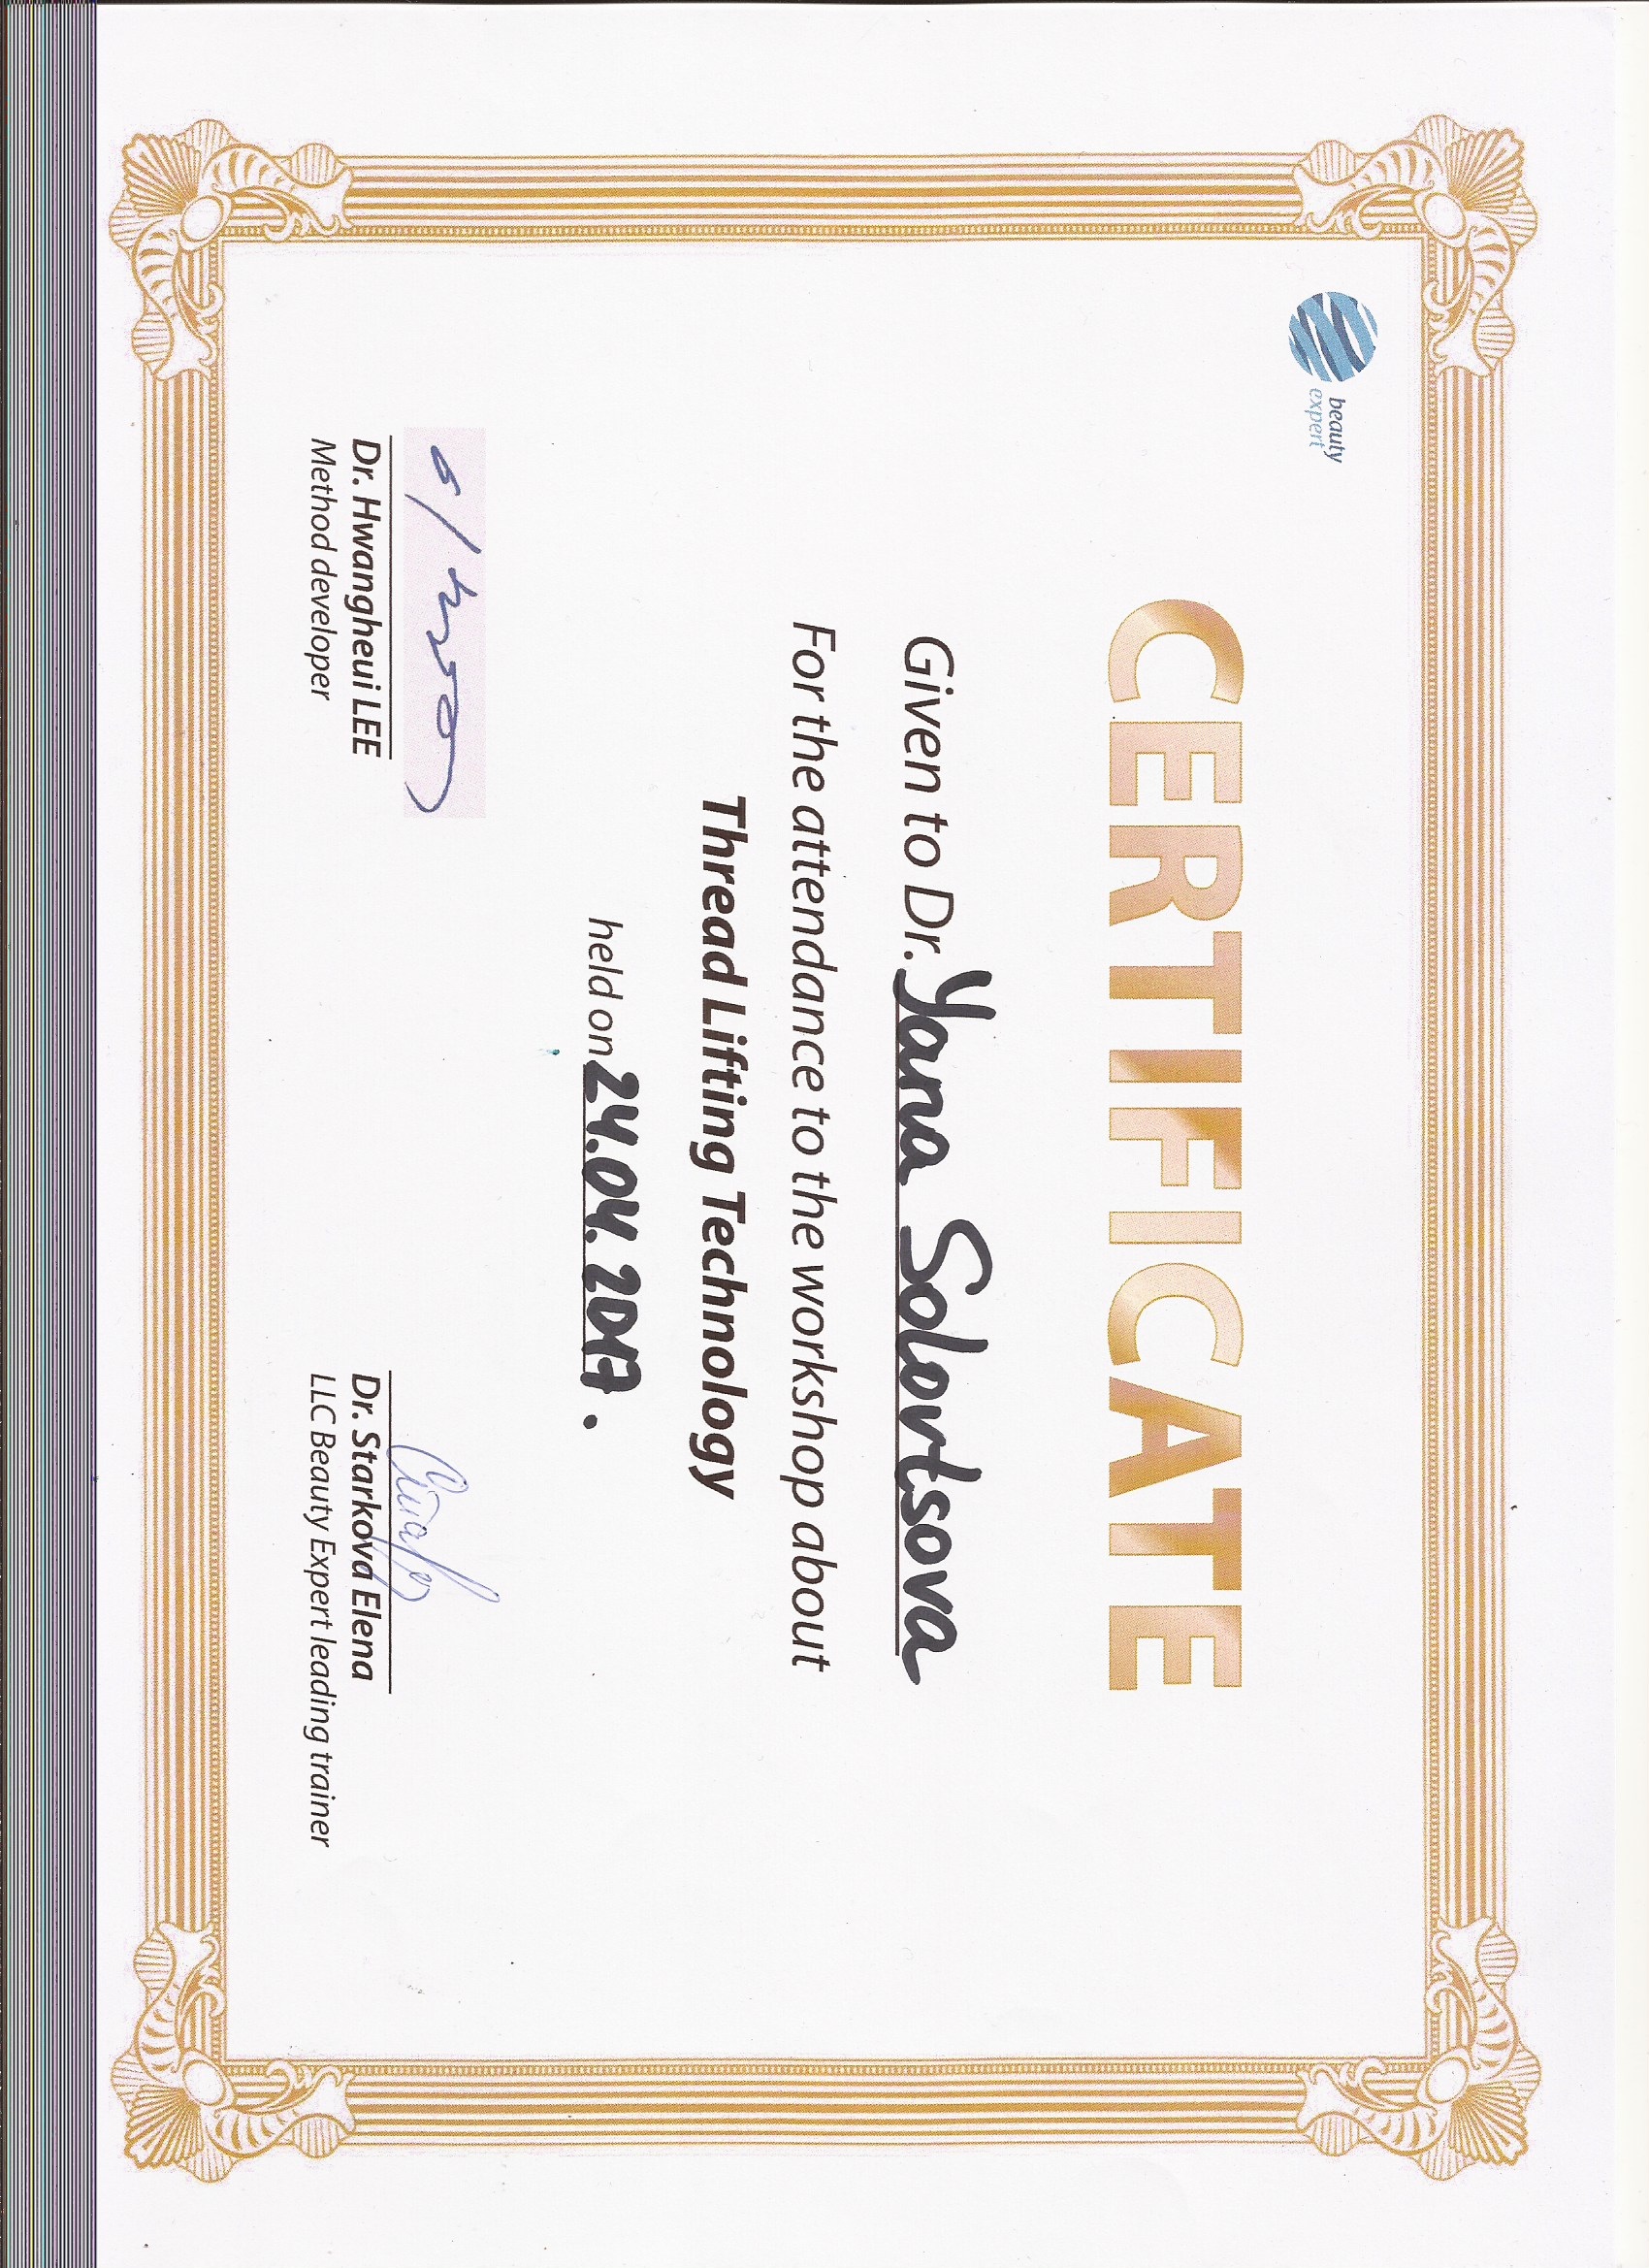 beauty
expert
CERTIFICATE
Given to Dr. Yana Solovrtsova
For the attendance to the workshop about
Thread Lifting Technology
held on 24.04.2017.
Dr. Hwangheui LEE
Method developer
Dr. Starkova Elena
LLC Beauty Expert leading trainer